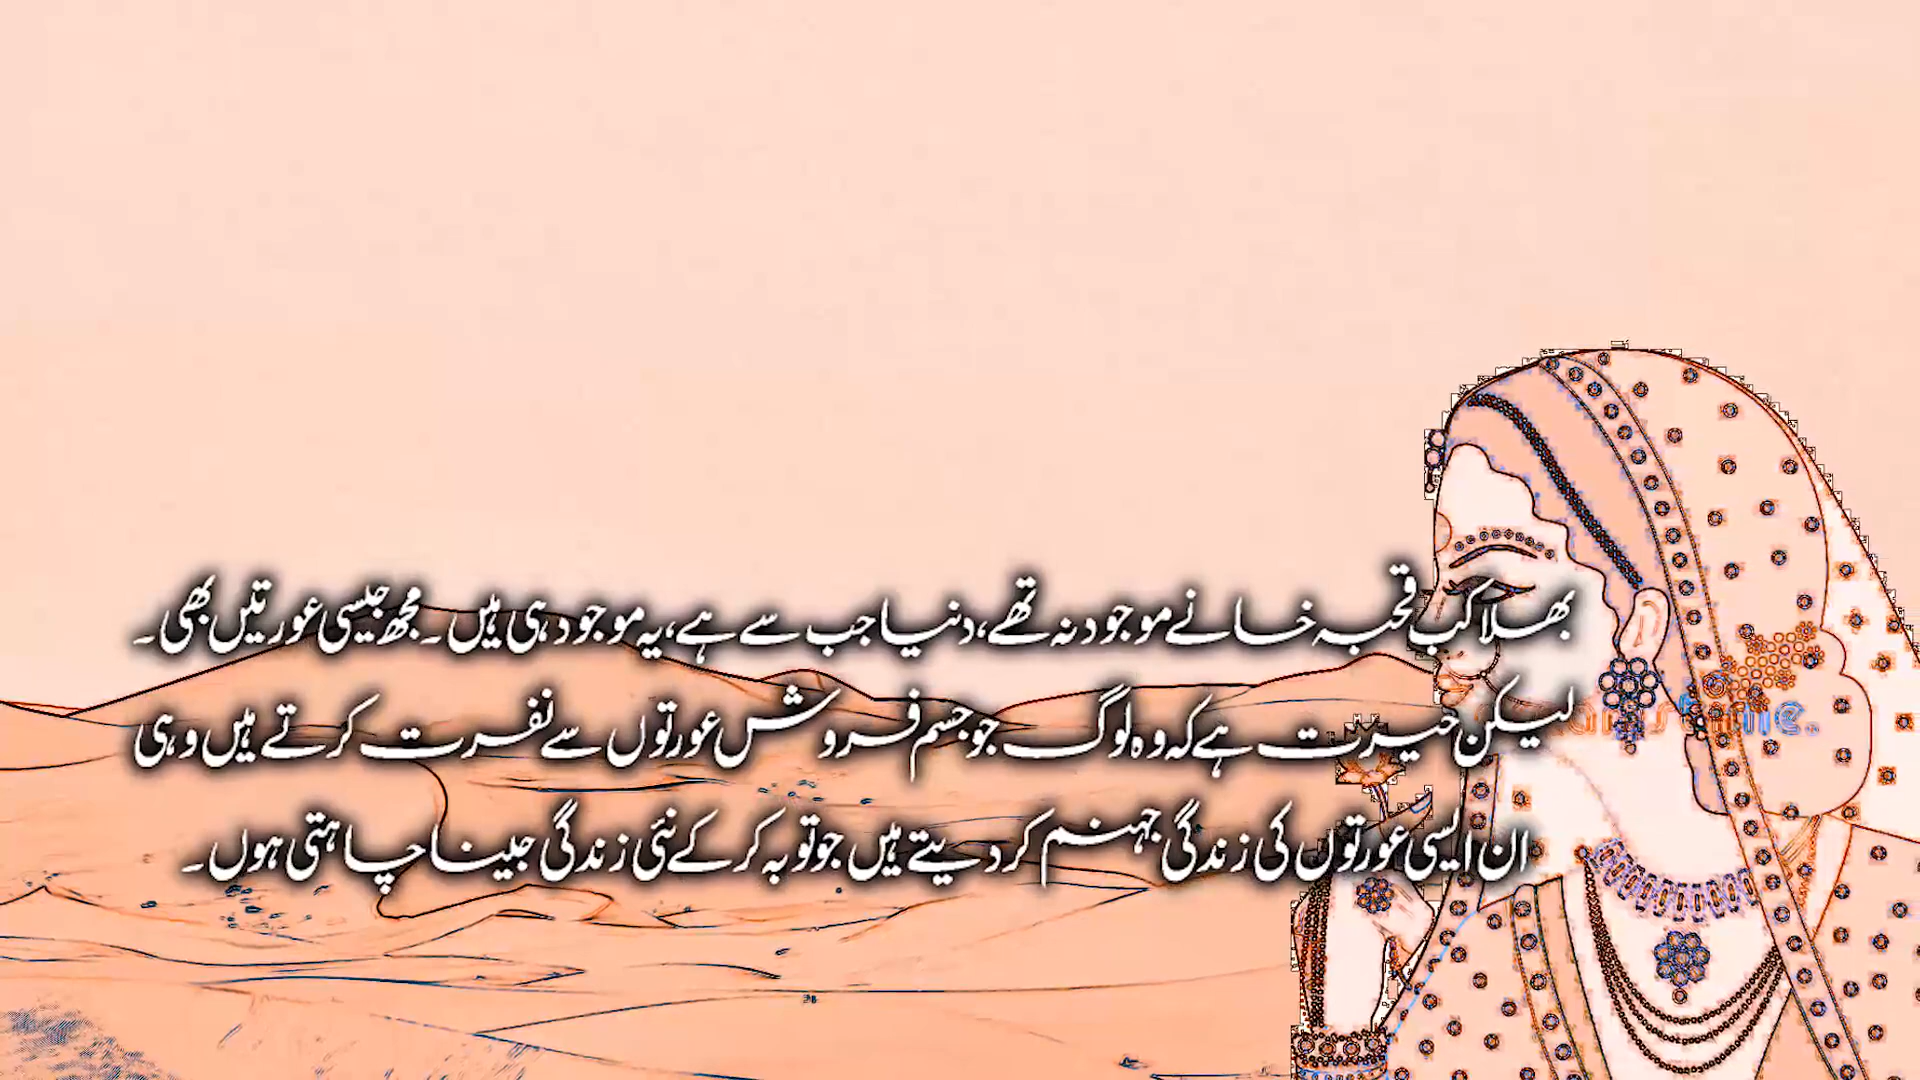 بھلا کب قحبہ خانے موجود نہ تھے، دنیا جب سے ہے، یہ موجود ہی ہیں۔ مجھ جیسی عورتیں بھی۔
لیکن حیرت ہے کہ وہ لوگ جو جسم فروش عورتوں سے نفرت کرتے ہیں وہی
ان ایسی عورتوں کی زندگی جہنم کر دیتے ہیں جو توبہ کر کے نئی زندگی جینا چاہتی ہوں۔